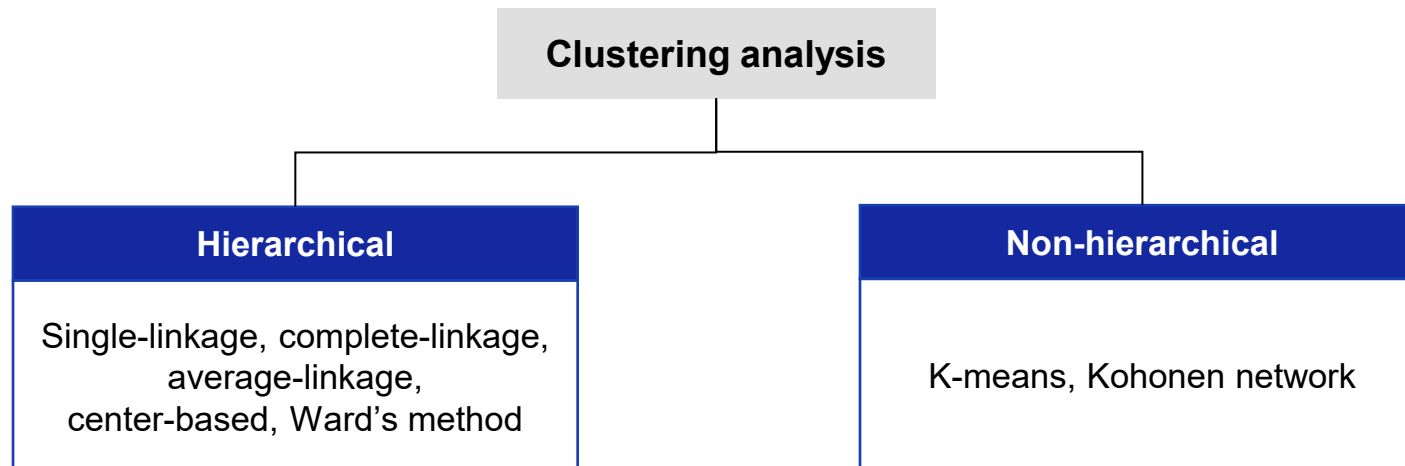 Clustering analysis
Hierarchical
Single-linkage, complete-linkage,
average-linkage,
center-based, Ward’s method
Non-hierarchical
K-means, Kohonen network